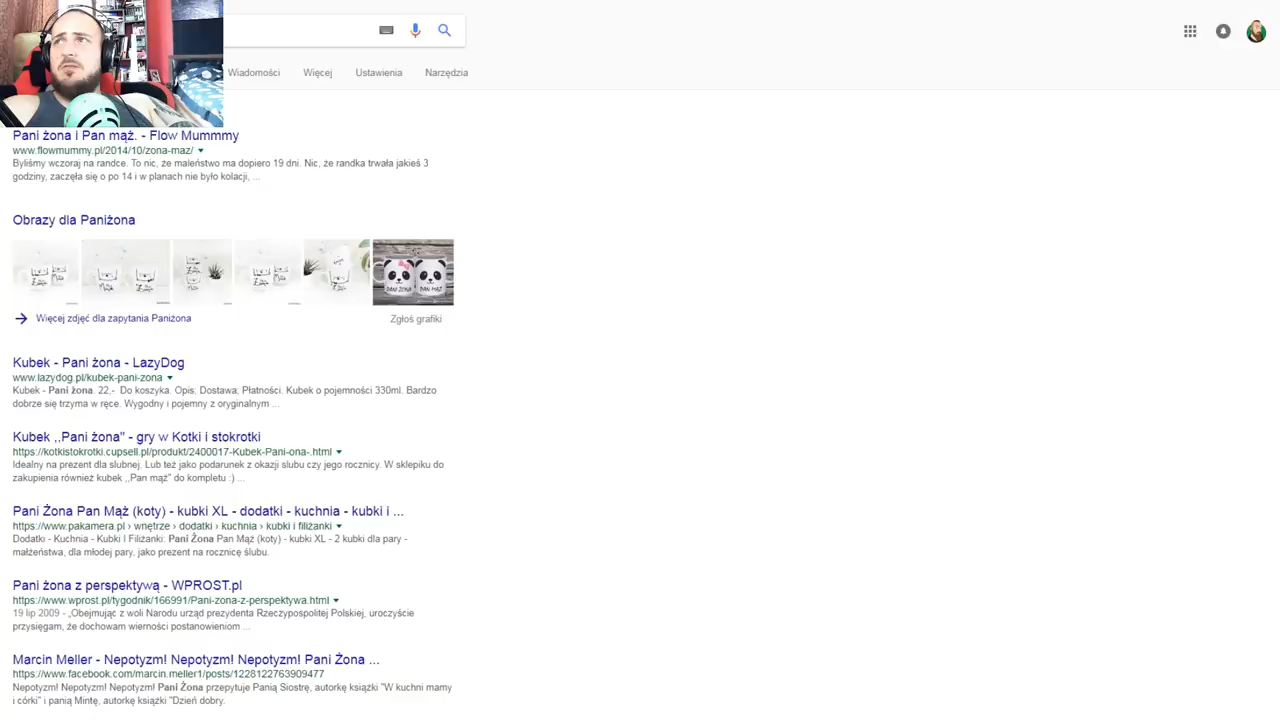 Wiadomości Więcej Ustawienia Narzędzia
Pani żona i Pan mąż. - Flow Mummmy
www.flowmummy.pl/2014/10/zona-maz/
Byliśmy wczoraj na randce. To nic, że maleństwo ma dopiero 19 dni. Nic, że randka trwała jakieś 3
godziny, zaczęła się o po 14 i w planach nie było kolacji, ...
Obrazy dla Paniżona
PANI ŻONA PAN MĄŻ
Więcej zdjęć dla zapytania Paniżona Zgłoś grafiki
Kubek - Pani żona - LazyDog
www.lazydog.pl/kubek-pani-zona
Kubek - Pani żona. 22,- Do koszyka. Opis; Dostawa; Płatności. Kubek o pojemności 330ml. Bardzo
dobrze się trzyma w ręce. Wygodny i pojemny z oryginalnym ...
Kubek ,,Pani żona" - gry w Kotki i stokrotki
https://kotkistokrotki.cupsell.pl/produkt/2400017-Kubek-Pani-ona-.html
Idealny na prezent dla slubnej. Lub też jako podarunek z okazji slubu czy jego rocznicy. W sklepiku do
zakupienia również kubek ,,Pan mąż" do kompletu :) ...
Pani Żona Pan Mąż (koty) - kubki XL - dodatki - kuchnia - kubki i ...
https://www.pakamera.pl › wnętrze › dodatki › kuchnia › kubki i filiżanki
Dodatki - Kuchnia - Kubki I Filiżanki: Pani Żona Pan Mąż (koty) - kubki XL - 2 kubki dla pary -
małżeństwa, dla młodej pary, jako prezent na rocznicę ślubu.
Pani żona z perspektywą - WPROST.pl
https://www.wprost.pl/tygodnik/166991/Pani-zona-z-perspektywa.html
19 lip 2009 - „Obejmując z woli Narodu urząd prezydenta Rzeczypospolitej Polskiej, uroczyście
przysięgam, że dochowam wierności postanowieniom ...
Marcin Meller - Nepotyzm! Nepotyzm! Nepotyzm! Pani Żona ...
https://www.facebook.com/marcin.meller1/posts/1228122763909477
Nepotyzm! Nepotyzm! Nepotyzm! Pani Żona przepytuje Panią Siostrę, autorkę książki "W kuchni mamy
i córki" i panią Mintę, autorkę książki "Dzień dobry.